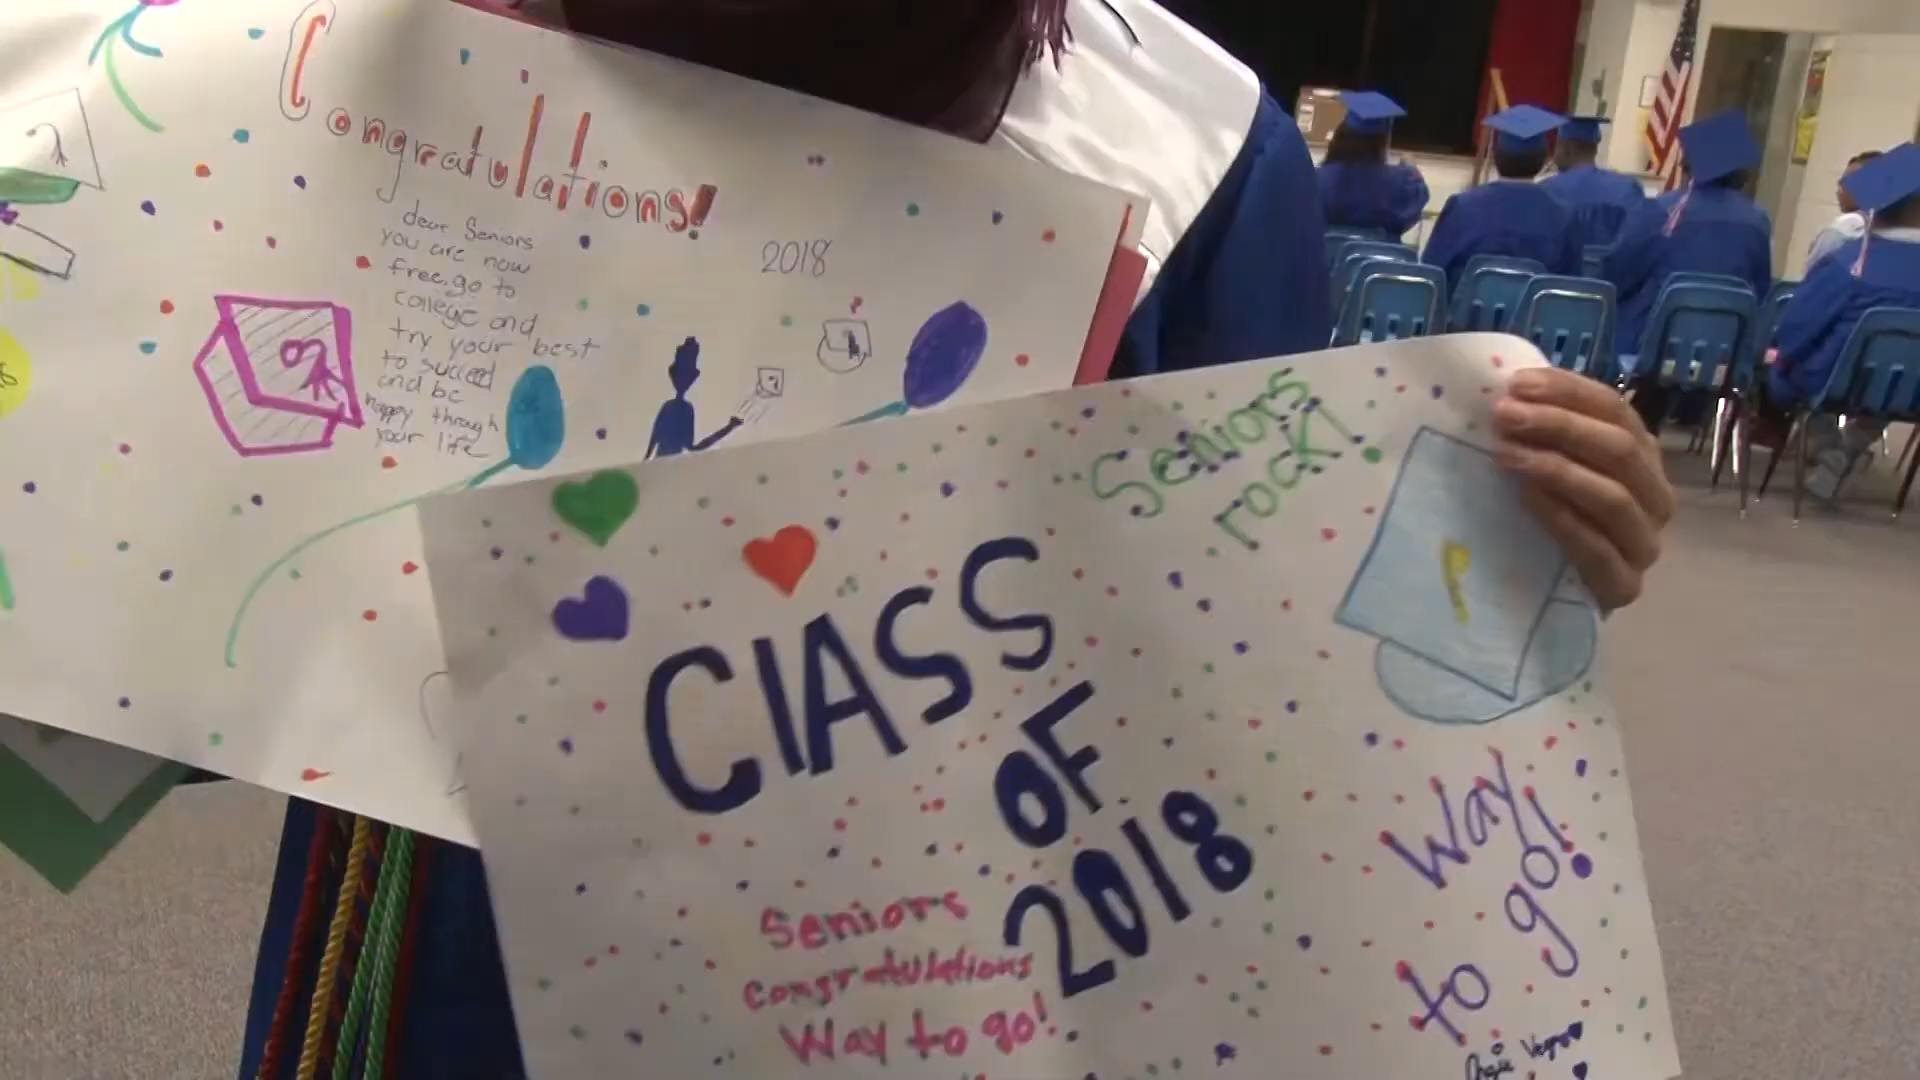 Congratulations!
dear Seniors
you are now
free. go to
college and
try your best
to succeed
and be
happy through
your life
2018
Seniors
rock!
ClASS
OF
2018
Seniors
congratulations
Way to go!
Way
to go!